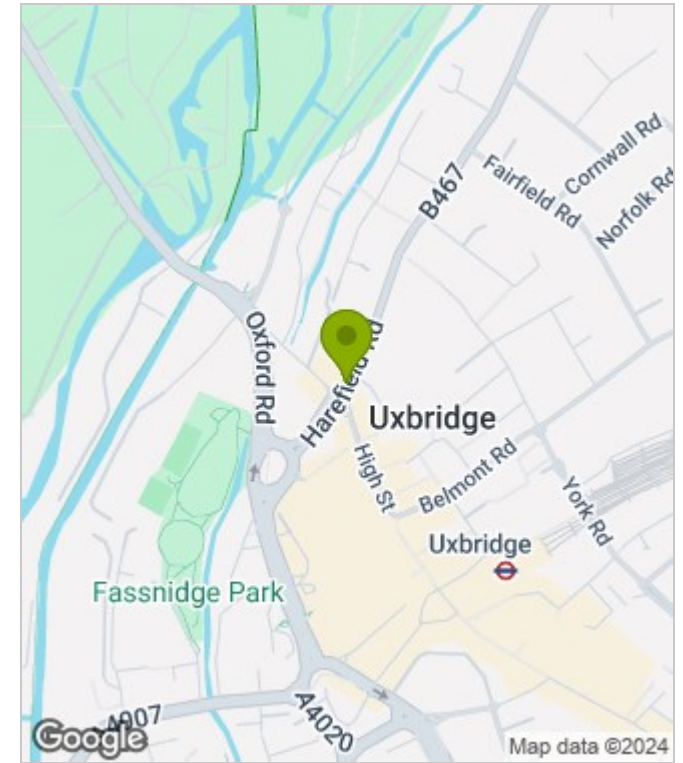 Cornwall Rd
Fairfield Rd
Norfolk Rd
B467
Oxford Rd
Harefield Rd
Uxbridge
High St
Belmont Rd
York Rd
Uxbridge
Fassnidge Park
A4007
A4020
Google
Map data ©2024